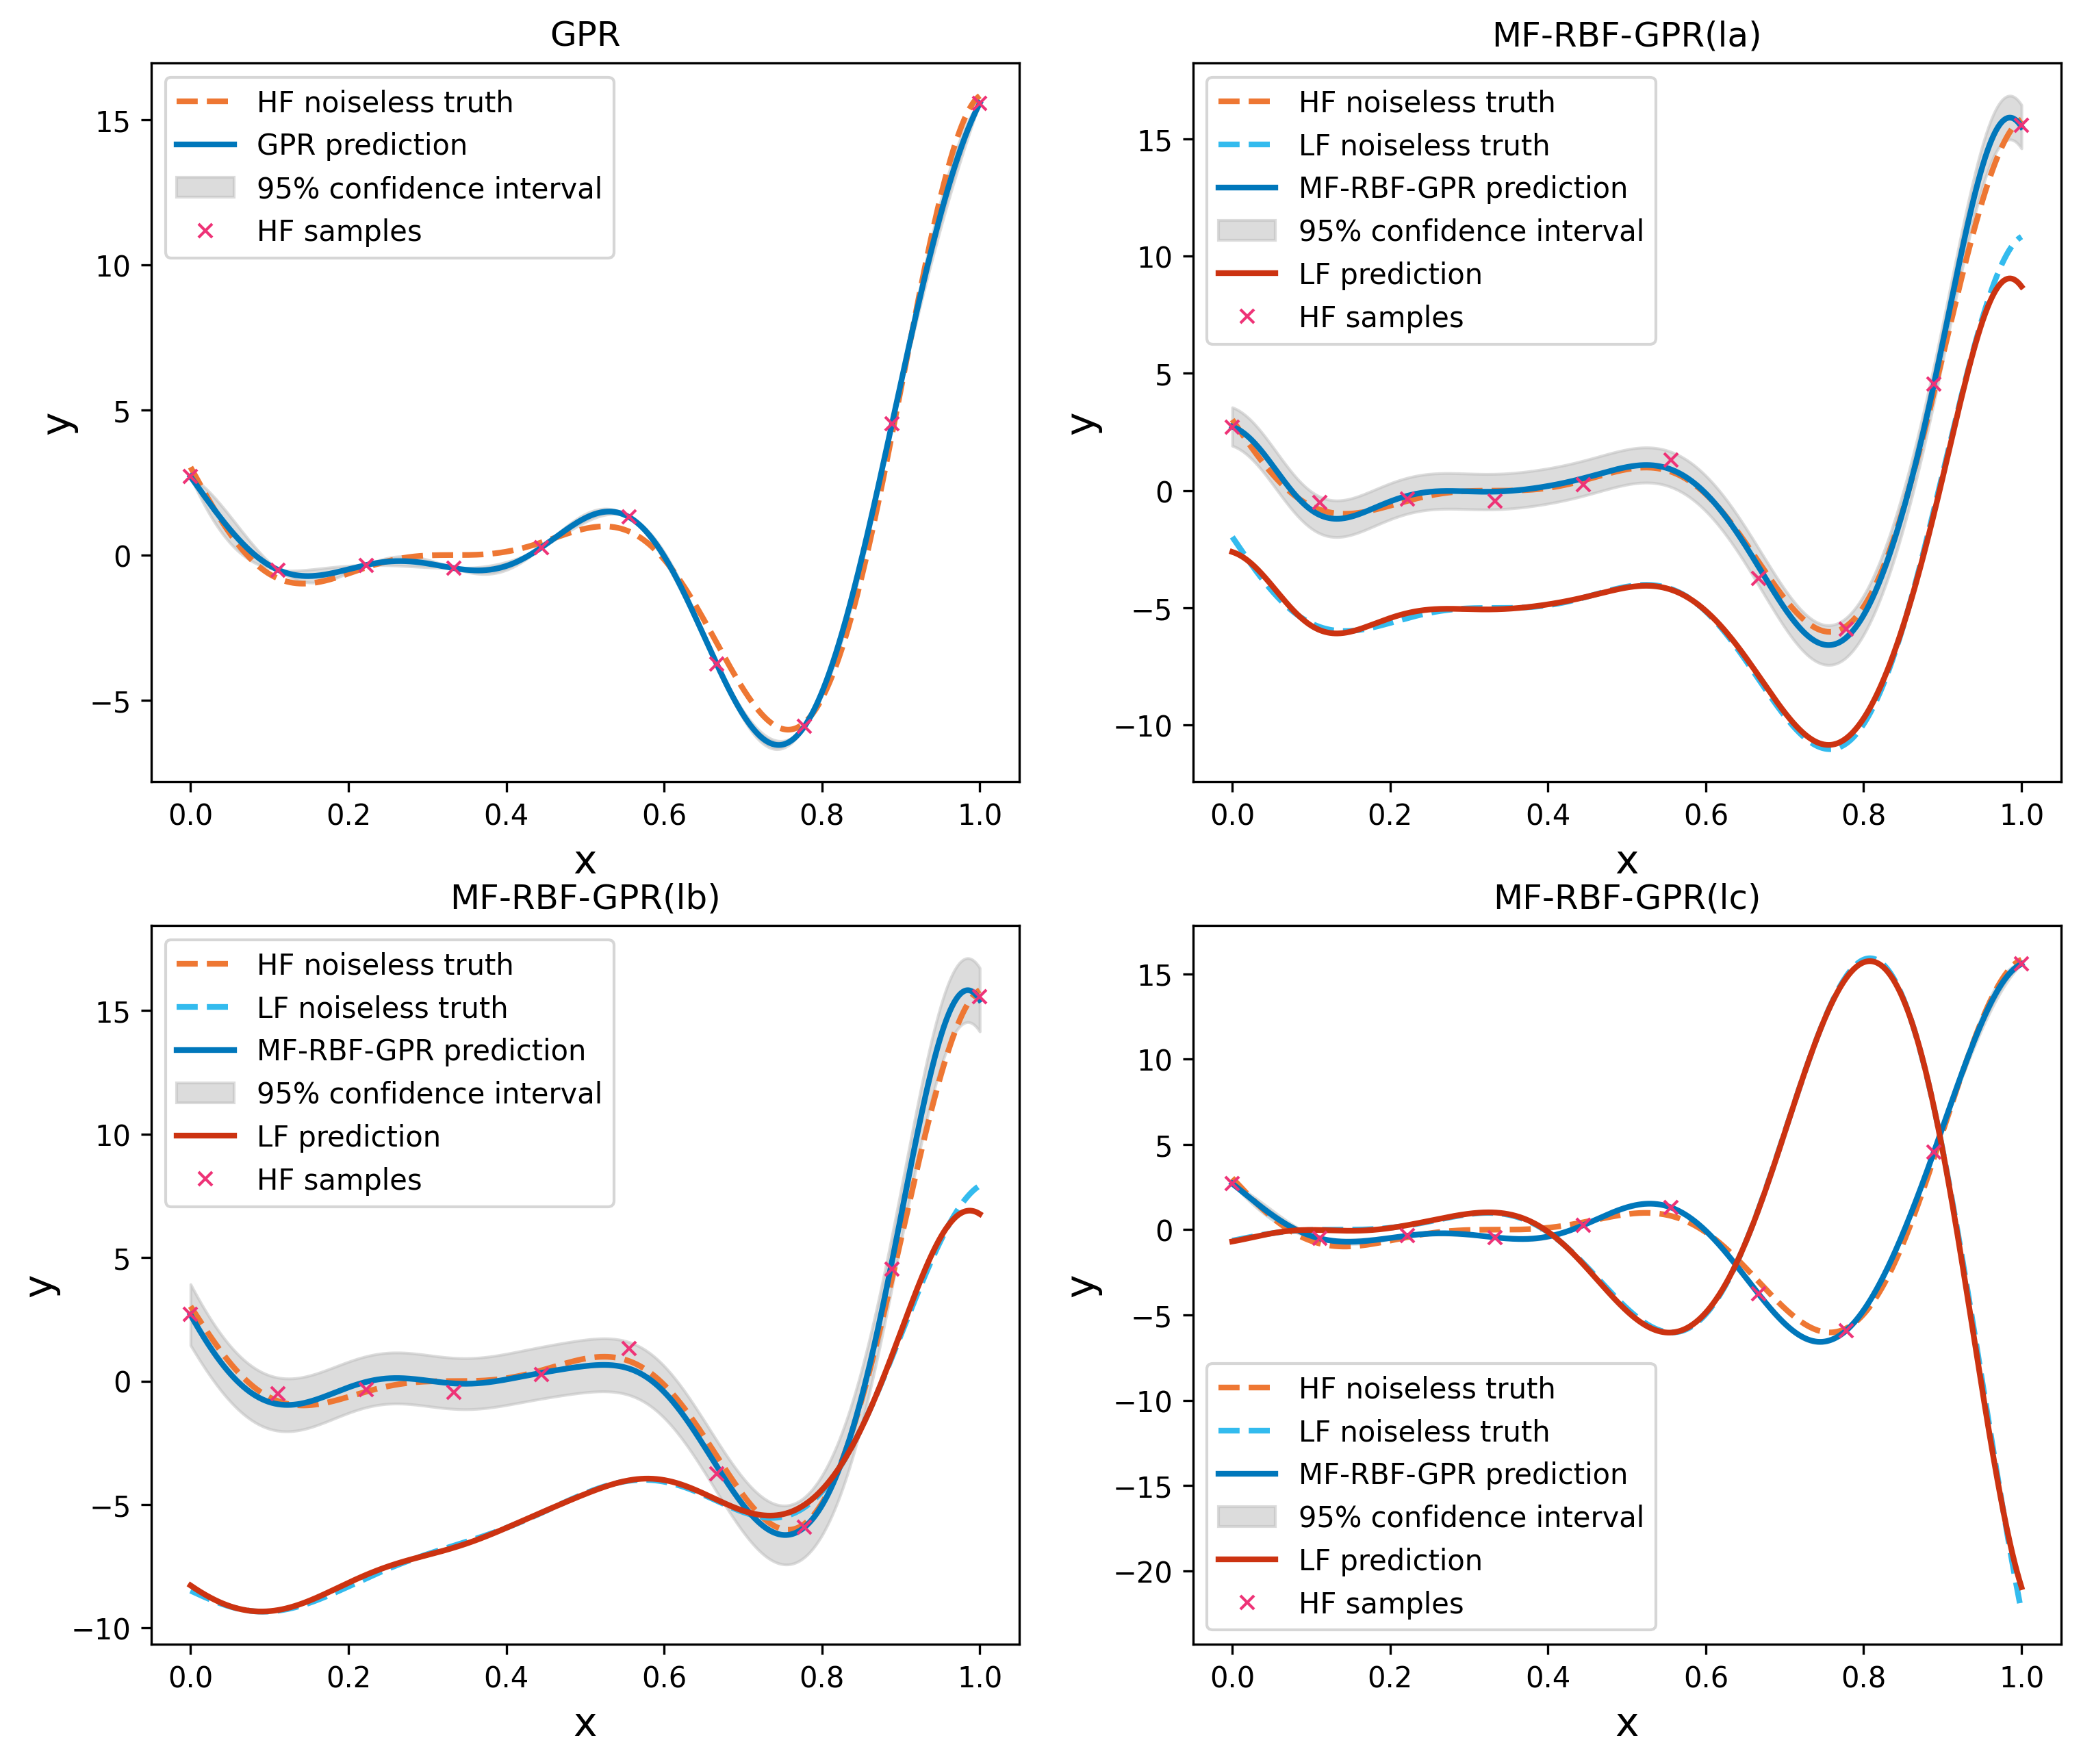 GPR
HF noiseless truth
GPR prediction
95% confidence interval
HF samples
15
10
5
0
−5
y
0.0 0.2 0.4 0.6 0.8 1.0
x
MF-RBF-GPR(la)
HF noiseless truth
LF noiseless truth
MF-RBF-GPR prediction
95% confidence interval
LF prediction
HF samples
15
10
5
0
−5
−10
y
0.0 0.2 0.4 0.6 0.8 1.0
x
MF-RBF-GPR(lb)
HF noiseless truth
LF noiseless truth
MF-RBF-GPR prediction
95% confidence interval
LF prediction
HF samples
15
10
5
0
−5
−10
y
0.0 0.2 0.4 0.6 0.8 1.0
x
MF-RBF-GPR(lc)
15
10
5
0
−5
−10
−15
−20
y
HF noiseless truth
LF noiseless truth
MF-RBF-GPR prediction
95% confidence interval
LF prediction
HF samples
0.0 0.2 0.4 0.6 0.8 1.0
x